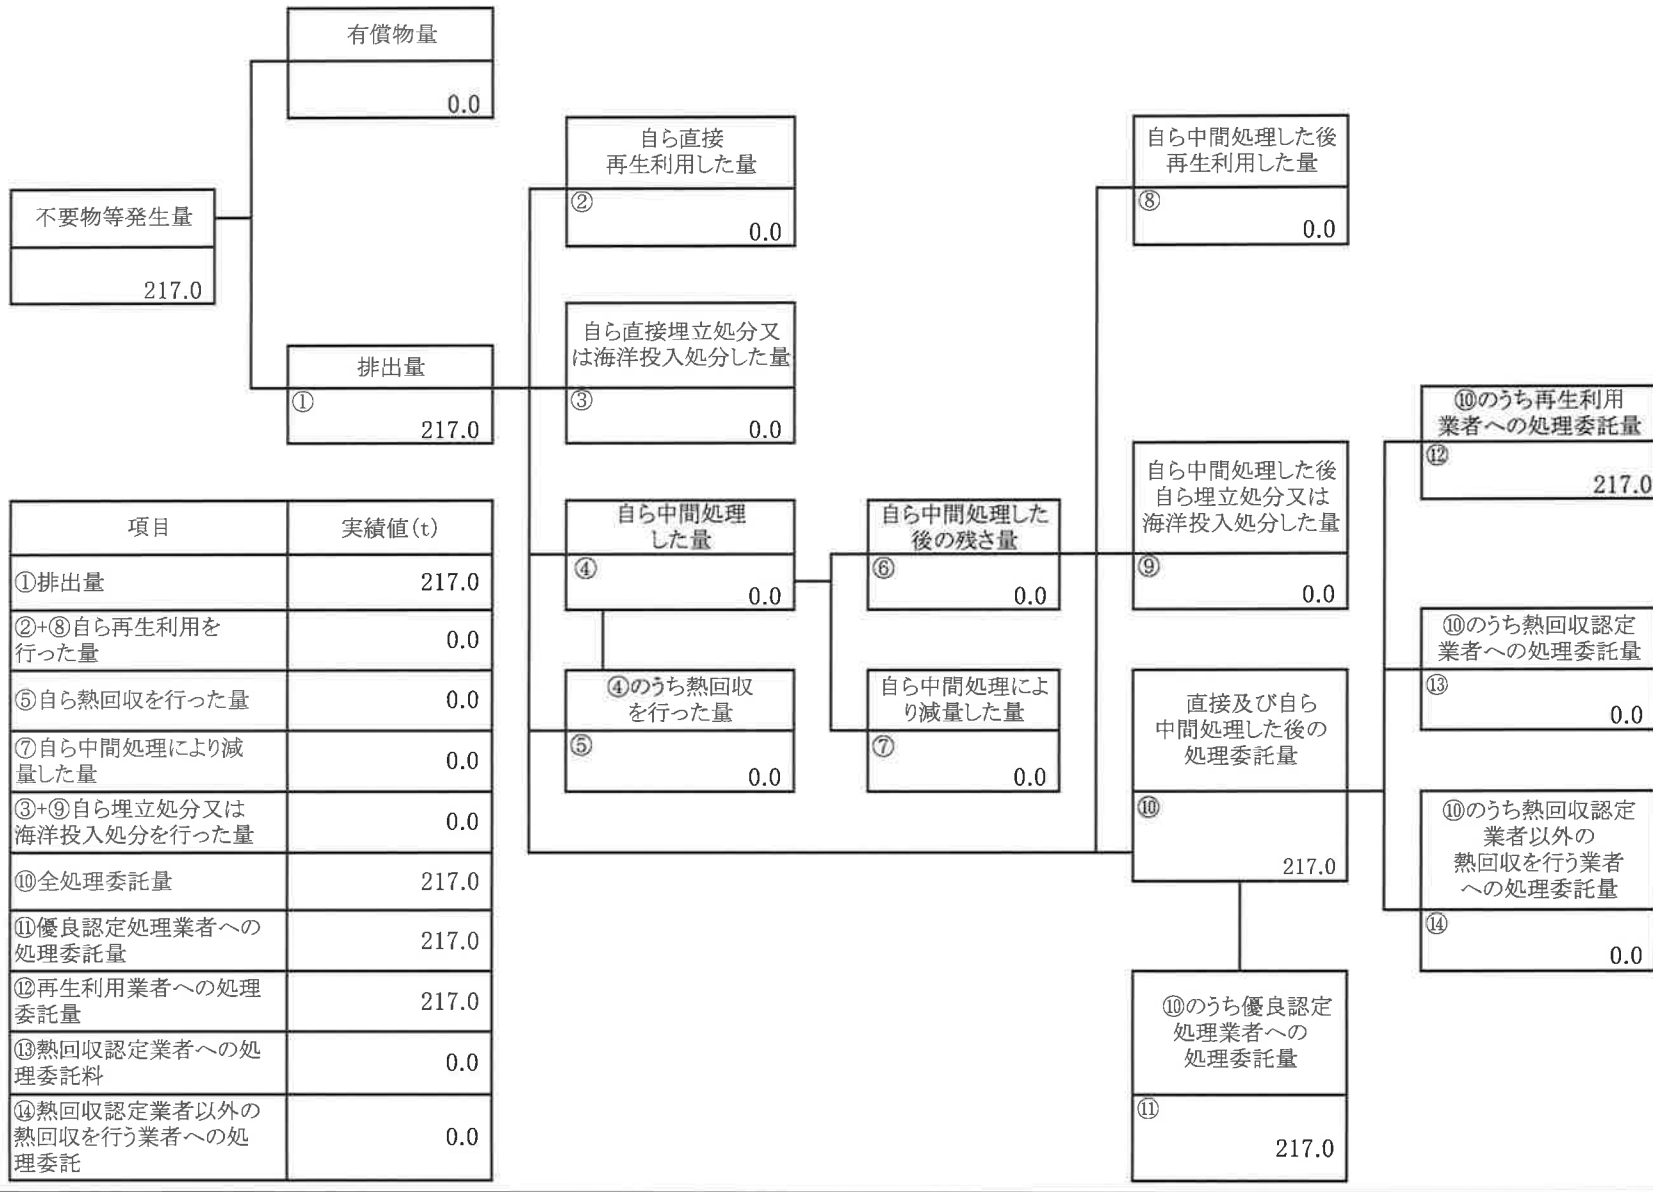 有償物量
0.0
不要物等発生量
217.0
排出量
①
217.0
自ら直接
再生利用した量
②
0.0
自ら直接埋立処分又
は海洋投入処分した量
③
0.0
自ら中間処理
した量
④
0.0
④のうち熱回収
を行った量
⑤
0.0
自ら中間処理した
後の残さ量
⑥
0.0
自ら中間処理によ
り減量した量
⑦
0.0
自ら中間処理した後
再生利用した量
⑧
0.0
自ら中間処理した後
自ら埋立処分又は
海洋投入処分した量
⑨
0.0
直接及び自ら
中間処理した後の
処理委託量
⑩
217.0
⑩のうち優良認定
処理業者への
処理委託量
⑪
217.0
⑩のうち再生利用
業者への処理委託量
⑫
217.0
⑩のうち熱回収認定
業者への処理委託量
⑬
0.0
⑩のうち熱回収認定
業者以外の
熱回収を行う業者
への処理委託量
⑭
0.0
項目 実績値(t)
①排出量 217.0
②+⑧自ら再生利用を
行った量 0.0
⑤自ら熱回収を行った量 0.0
⑦自ら中間処理により減
量した量 0.0
③+⑨自ら埋立処分又は
海洋投入処分を行った量 0.0
⑩全処理委託量 217.0
⑪優良認定処理業者への
処理委託量 217.0
⑫再生利用業者への処理
委託量 217.0
⑬熱回収認定業者への処
理委託料 0.0
⑭熱回収認定業者以外の
熱回収を行う業者への処
理委託 0.0